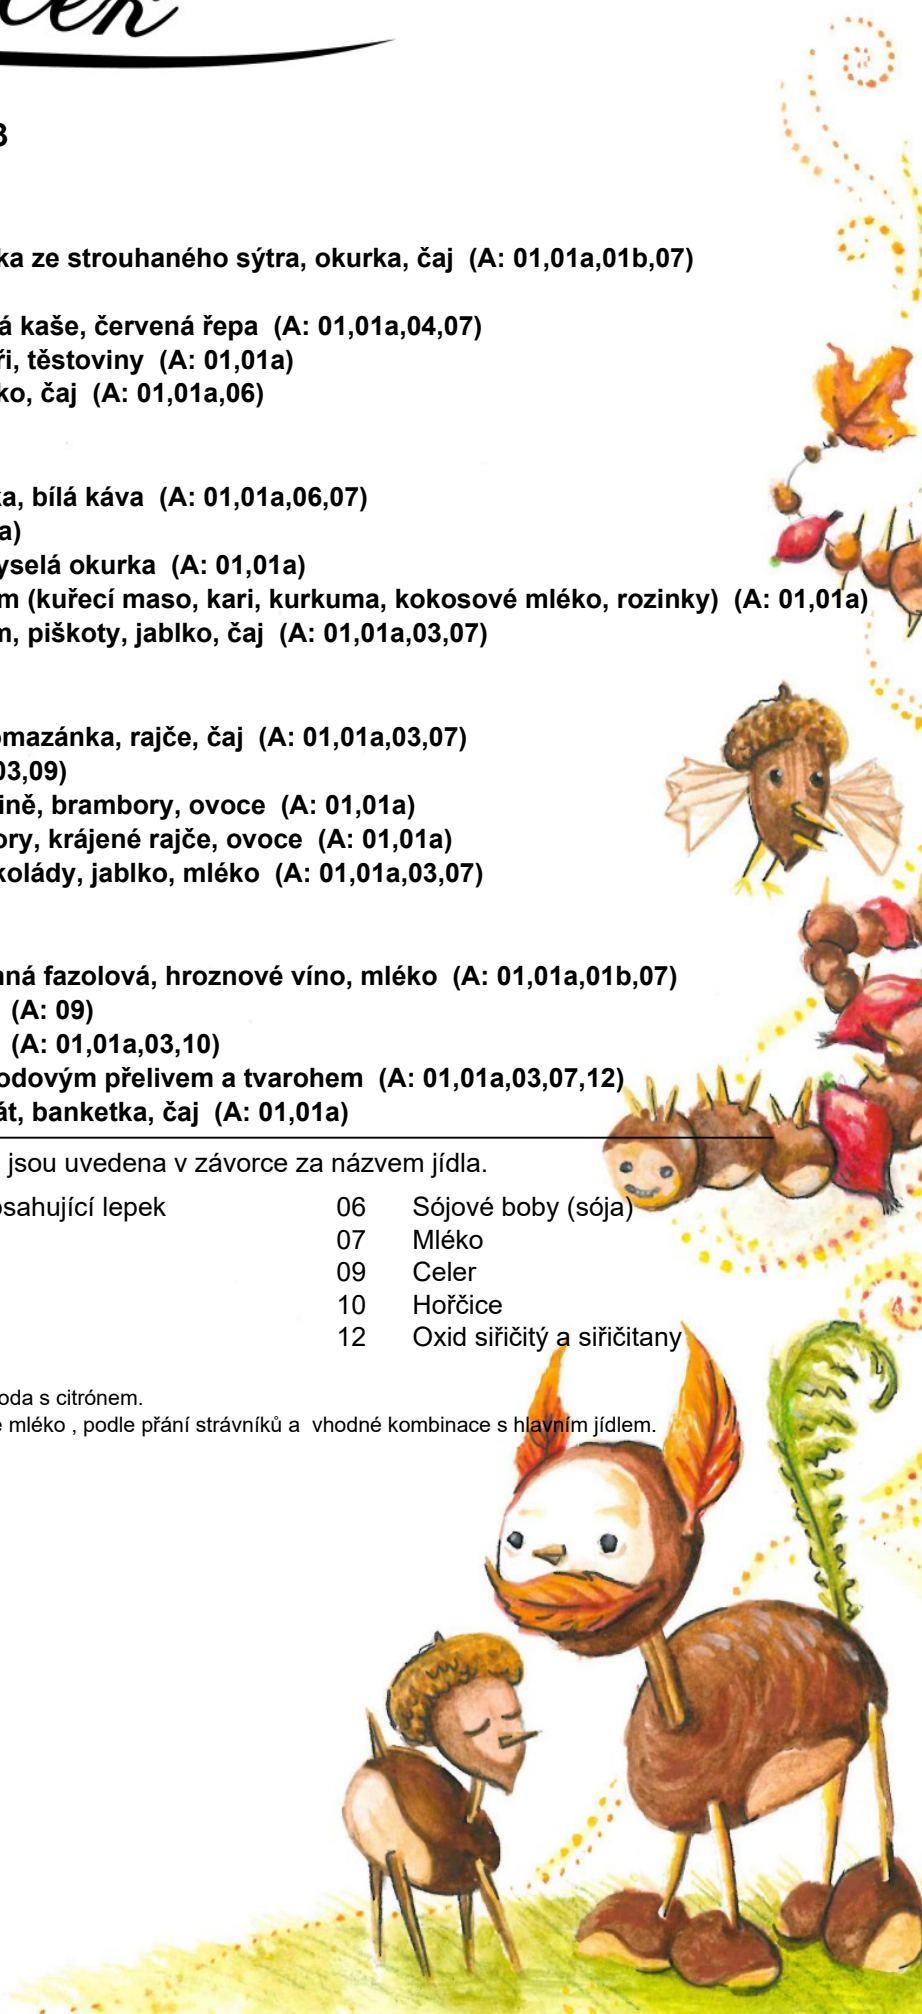 ček
3
ka ze strouhaného sýtra, okurka, čaj (A: 01,01a,01b,07)
á kaše, červená řepa (A: 01,01a,04,07)
ři, těstoviny (A: 01,01a)
ko, čaj (A: 01,01a,06)
ka, bílá káva (A: 01,01a,06,07)
a)
yselá okurka (A: 01,01a)
m (kuřecí maso, kari, kurkuma, kokosové mléko, rozinky) (A: 01,01a)
m, piškoty, jablko, čaj (A: 01,01a,03,07)
omazánka, rajče, čaj (A: 01,01a,03,07)
03,09)
ině, brambory, ovoce (A: 01,01a)
ory, krájené rajče, ovoce (A: 01,01a)
kolády, jablko, mléko (A: 01,01a,03,07)
nná fazolová, hroznové víno, mléko (A: 01,01a,01b,07)
(A: 09)
(A: 01,01a,03,10)
odovým přelivem a tvarohem (A: 01,01a,03,07,12)
át, banketka, čaj (A: 01,01a)
jsou uvedena v závorce za názvem jídla.
osahující lepek 06 Sójové boby (sója)
07 Mléko
09 Celer
10 Hořčice
12 Oxid siřičitý a siřičitany
oda s citrónem.
e mléko , podle přání strávníků a vhodné kombinace s hlavním jídlem.